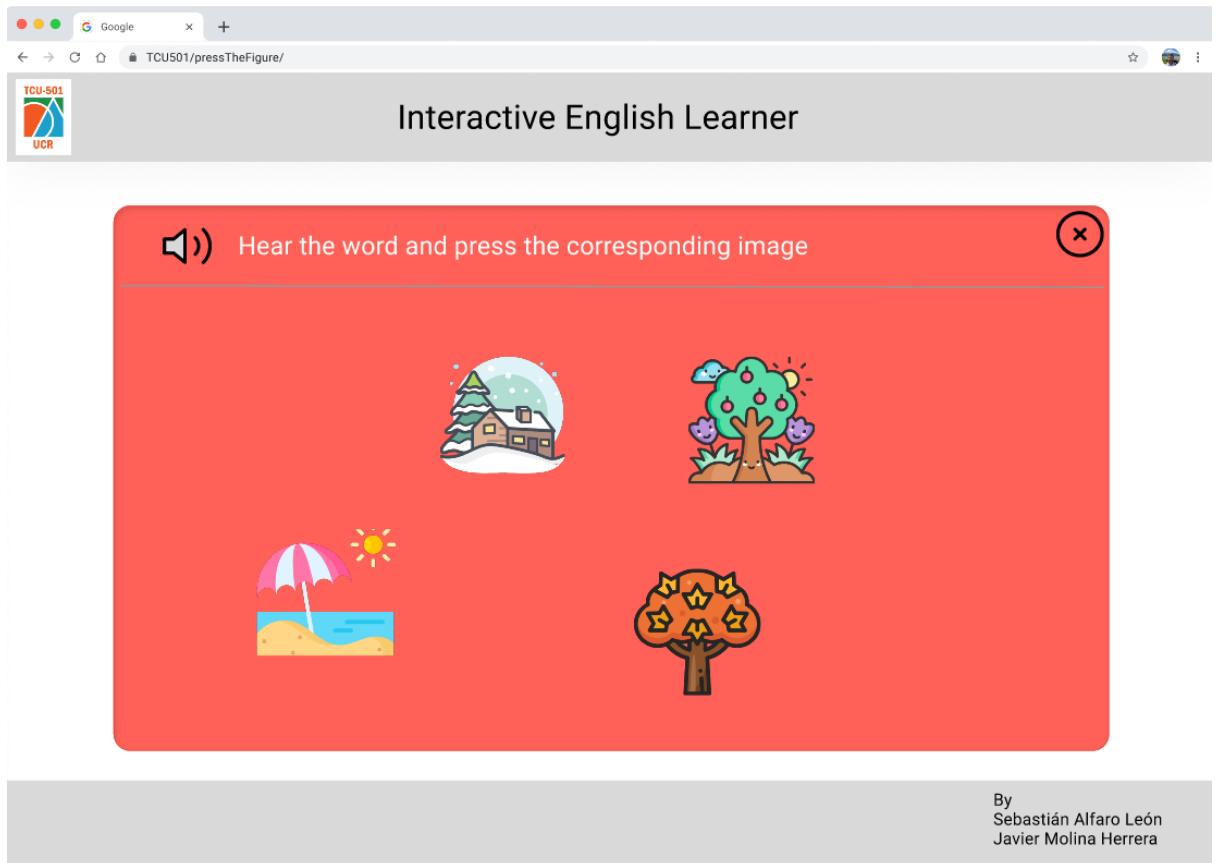 Google
TCU501/pressTheFigure/
TCU-501
UCR
Interactive English Learner
Hear the word and press the corresponding image
By
Sebastián Alfaro León
Javier Molina Herrera